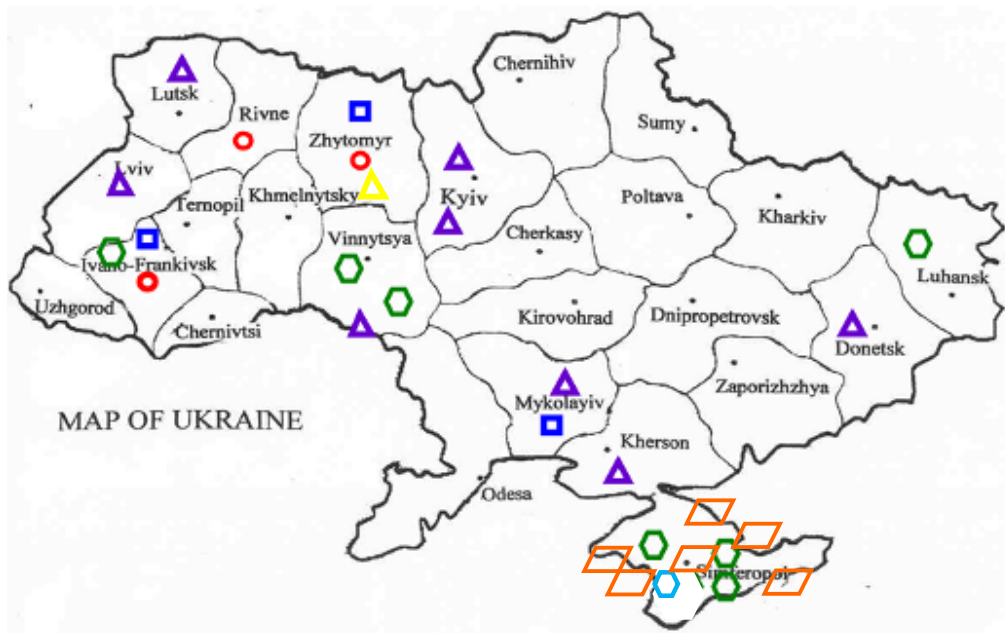 Chernihiv
Lutsk
Rivne
Sumy
Zhytomyr
Lviv
Kyiv
Khmelnytsky
Poltava
Kharkiv
Ternopil
Vinnytsya
Cherkasy
Ivano-Frankivsk
Luhansk
Uzhgorod
Chernivtsi
Kirovohrad
Dnipropetrovsk
Donetsk
Zaporizhzhya
Mykolayiv
MAP OF UKRAINE
Kherson
Odesa
Simferopol